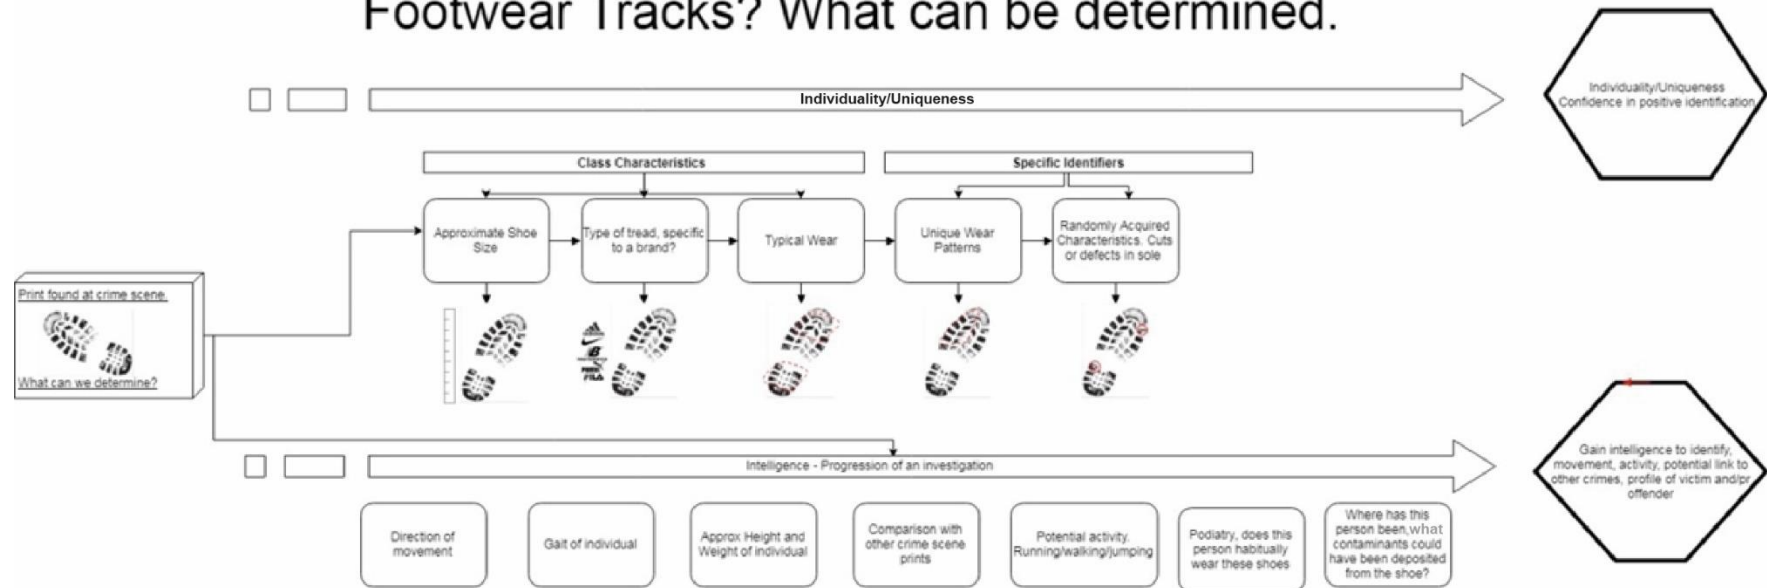 Footwear Tracks? What can be determined.
Individuality/Uniqueness
Individuality/Uniqueness
Confidence in positive identification
Class Characteristics
Specific Identifiers
Approximate Shoe
Size
Type of tread, specific
to a brand?
Typical Wear
Unique Wear
Patterns
Randomly Acquired
Characteristics. Cuts
or defects in sole
Print found at crime scene.
What can we determine?
FILA
Intelligence - Progression of an investigation
Gain intelligence to identify,
movement, activity, potential link to
other crimes, profile of victim and/pr
offender
Direction of
movement
Gait of individual
Approx Height and
Weight of individual
Comparison with
other crime scene
prints
Potential activity.
Running/walking/jumping
Podiatry, does this
person habitually
wear these shoes
Where has this
person been,what
contaminants could
have been deposited
from the shoe?